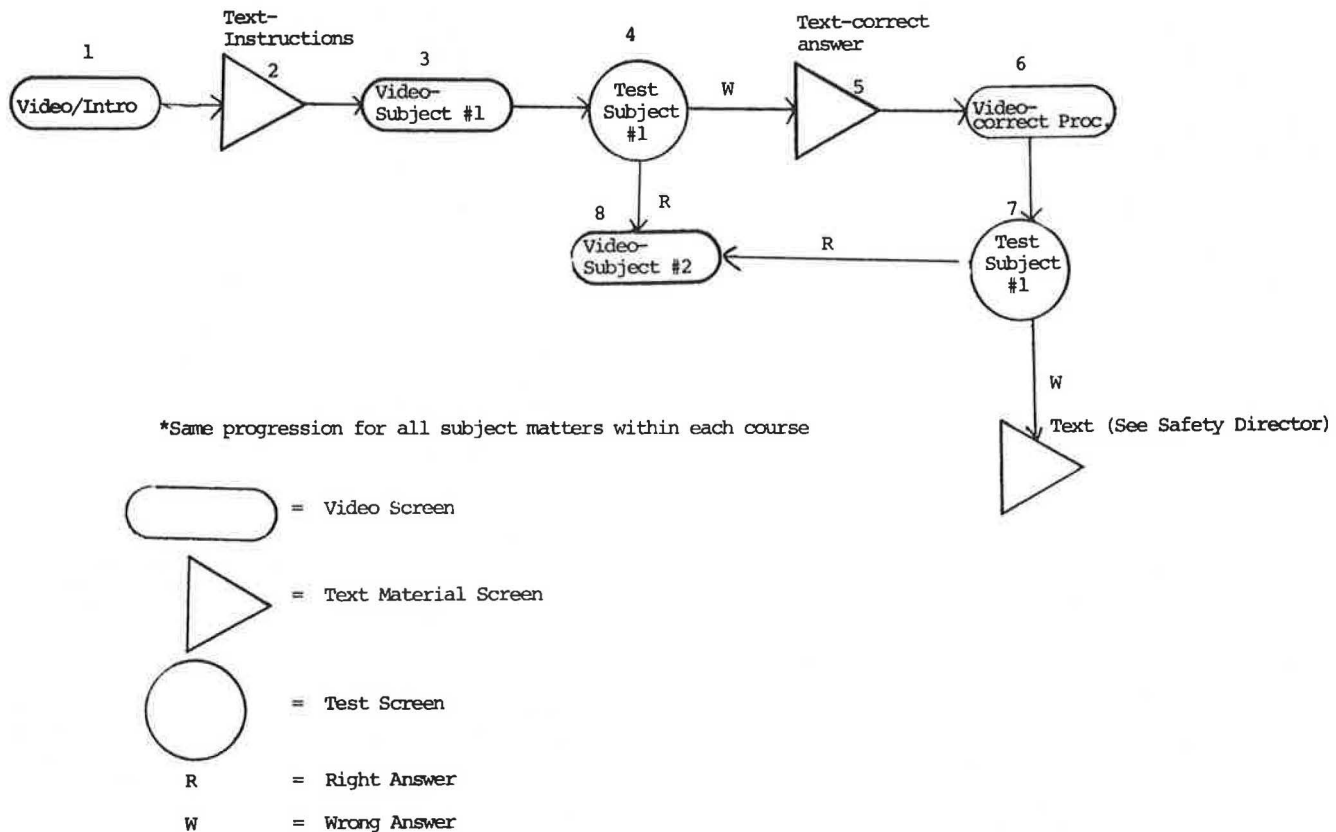 1
Video/Intro
Text-
Instructions
2
3
Video-
Subject #1
4
Test
Subject
#1
W
R
Text-correct
answer
5
6
Video-
correct Proc.
7
Test
Subject
#1
R
8
Video-
Subject #2
W
Text (See Safety Director)
*Same progression for all subject matters within each course
= Video Screen
= Text Material Screen
= Test Screen
R = Right Answer
W = Wrong Answer